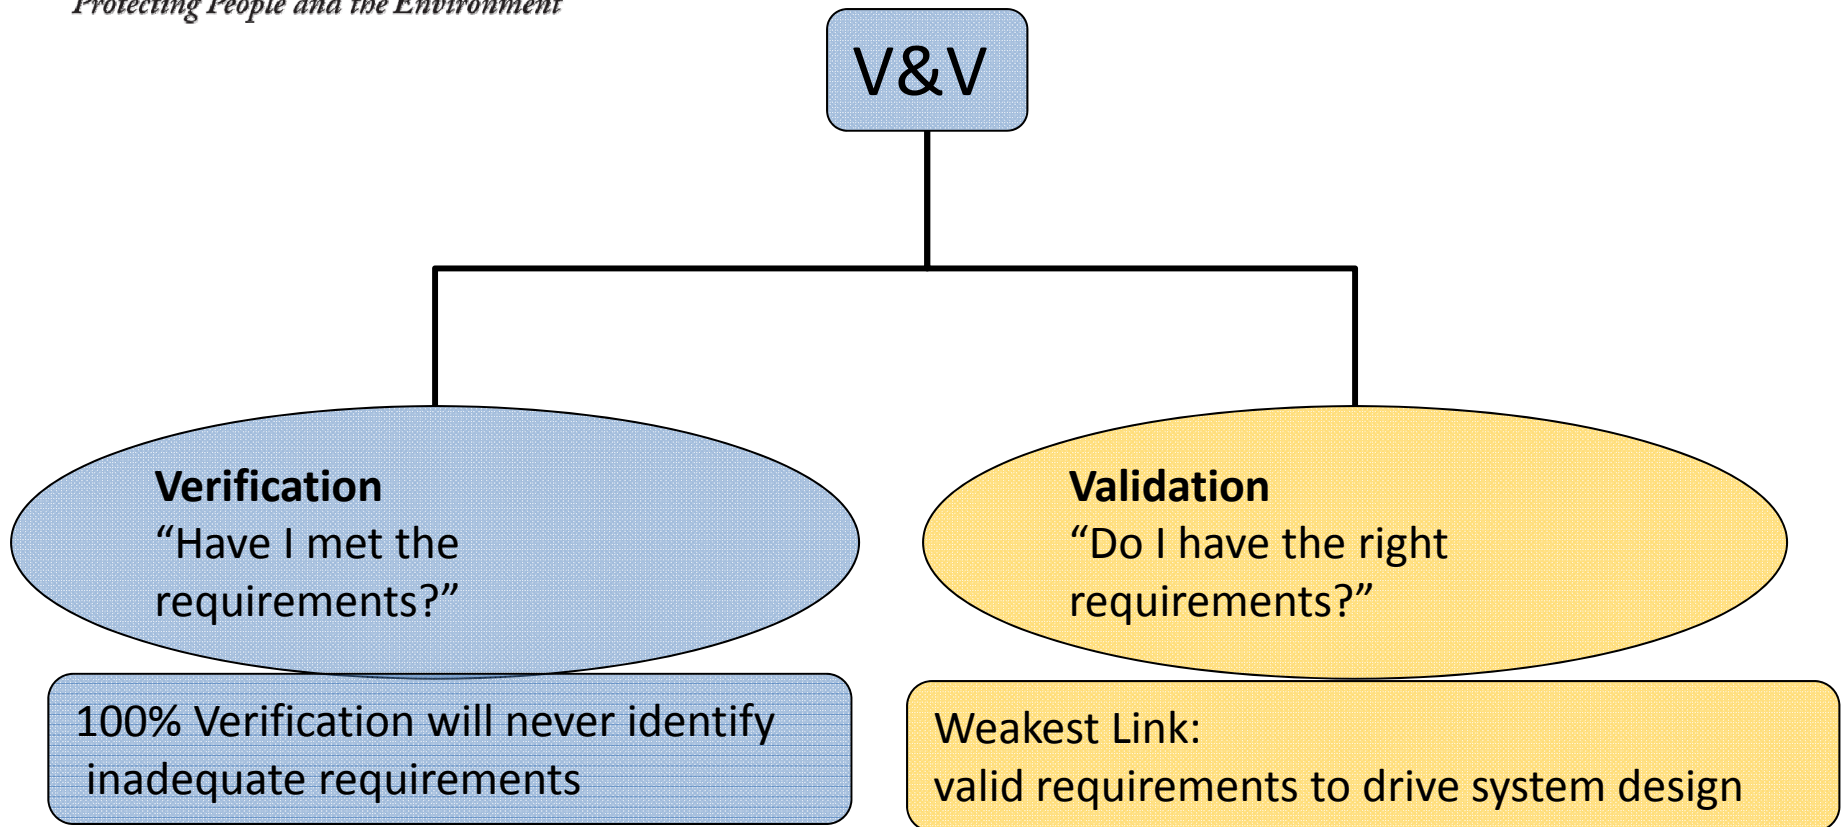 Protecting People and the Environment
V&V
Verification
“Have I met the
requirements?”
Validation
“Do I have the right
requirements?”
100% Verification will never identify
inadequate requirements
Weakest Link:
valid requirements to drive system design